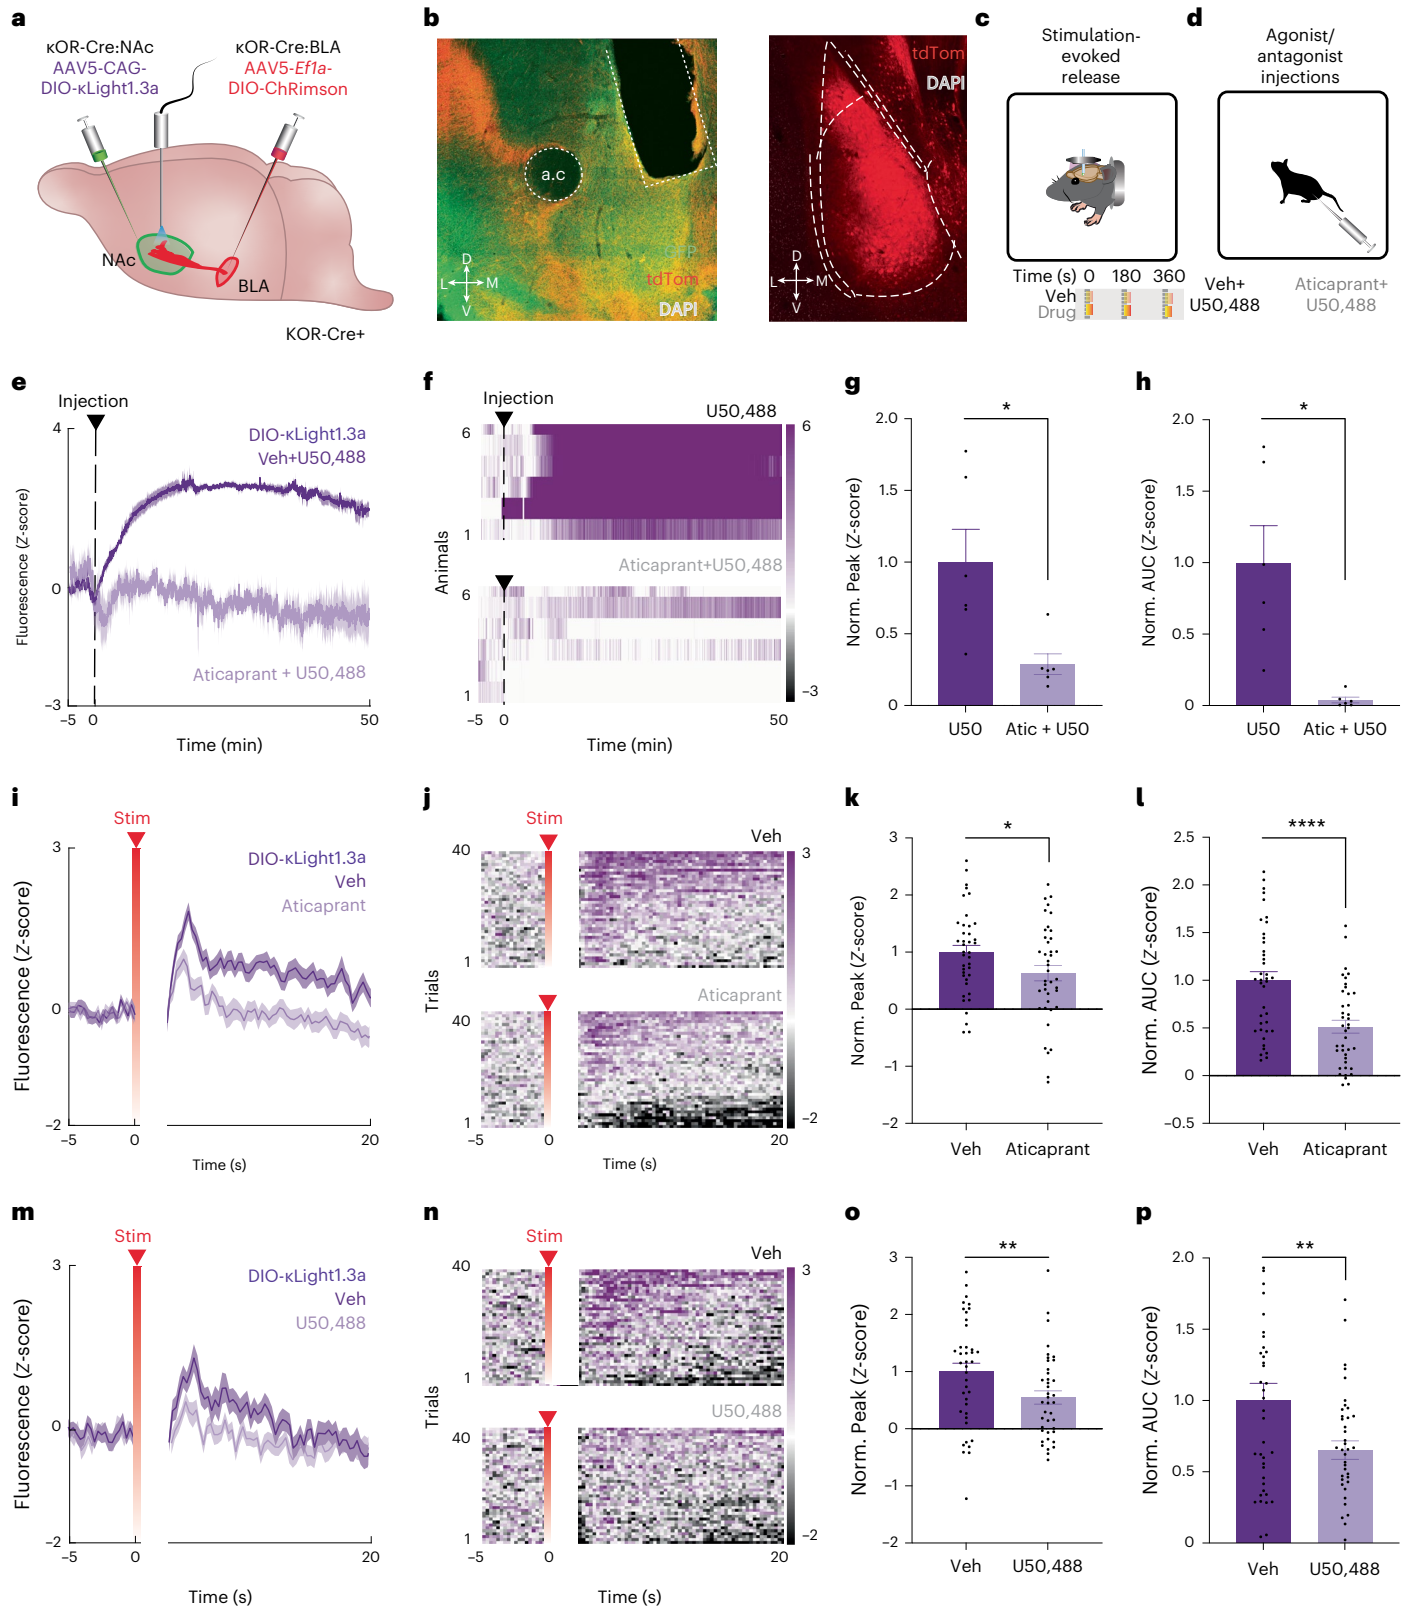 a
κOR-Cre:NAc
AAV5-CAG-
DIO-κLight1.3a
κOR-Cre:BLA
AAV5-Ef1a-
DIO-ChRimson
NAc
BLA
KOR-Cre+
b
a.c
D
L
M
V
tdTom
DAPI
tdTom
DAPI
D
L
M
V
c
Stimulation-
evoked
release
Time (s) 0 180 360
Veh
Drug
d
Agonist/
antagonist
injections
Veh+
U50,488
Aticaprant+
U50,488
e
Injection
DIO-κLight1.3a
Veh+U50,488
Aticaprant + U50,488
Fluorescence (Z-score)
4
0
−3
−5 0 50
Time (min)
f
Injection
U50,488
6
1
Aticaprant+U50,488
6
1
Animals
6
−3
−5 0 50
Time (min)
g
*
Norm. Peak (Z-score)
2.0
1.5
1.0
0.5
0
U50 Atic + U50
h
*
Norm. AUC (Z-score)
2.0
1.5
1.0
0.5
0
U50 Atic + U50
i
Stim
DIO-κLight1.3a
Veh
Aticaprant
Fluorescence (Z-score)
3
0
−2
−5 0 20
Time (s)
j
Stim
Veh
40
1
Aticaprant
40
1
Trials
3
−2
−5 0 20
Time (s)
k
*
Norm. Peak (Z-score)
3
2
1
0
−1
−2
Veh Aticaprant
l
****
Norm. AUC (Z-score)
2.5
2.0
1.5
1.0
0.5
0
−0.5
Veh Aticaprant
m
Stim
DIO-κLight1.3a
Veh
U50,488
Fluorescence (Z-score)
3
0
−2
−5 0 20
Time (s)
n
Stim
Veh
40
1
U50,488
40
1
Trials
3
−2
−5 0 20
Time (s)
o
**
Norm. Peak (Z-score)
3
2
1
0
−1
−2
Veh U50,488
p
**
Norm. AUC (Z-score)
2.0
1.5
1.0
0.5
0
Veh U50,488